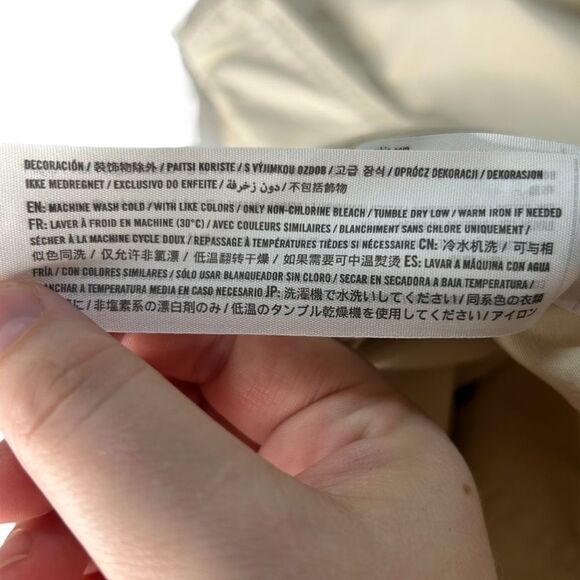 DECORACIÓN / 裝飾物除外 / PAITSI KORISTE / S VÝJIMKOU OZDOB / 고급 장식 / OPRÓCZ DEKORACJI / DEKORASJON
IKKE MEDREGNET / EXCLUSIVO DO ENFEITE / دون زخرفة / 不包括飾物
EN: MACHINE WASH COLD / WITH LIKE COLORS / ONLY NON-CHLORINE BLEACH / TUMBLE DRY LOW / WARM IRON IF NEEDED
FR: LAVER À FROID EN MACHINE (30°C) / AVEC COULEURS SIMILAIRES / BLANCHIMENT SANS CHLORE UNIQUEMENT /
SÉCHER À LA MACHINE CYCLE DOUX / REPASSAGE À TEMPÉRATURES TIÈDES SI NÉCESSAIRE CN: 冷水机洗 / 可与相
似色同洗 / 仅允许非氯漂 / 低温翻转干燥 / 如果需要可中温熨烫 ES: LAVAR A MÁQUINA CON AGUA
FRÍA / CON COLORES SIMILARES / SÓLO USAR BLANQUEADOR SIN CLORO / SECAR EN SECADORA A BAJA TEMPERATURA /
PLANCHAR A TEMPERATURA MEDIA EN CASO NECESARIO JP: 洗濯機で水洗いしてください / 同系色の衣類
に / 非塩素系の漂白剤のみ / 低温のタンブル乾燥機を使用してください / アイロン